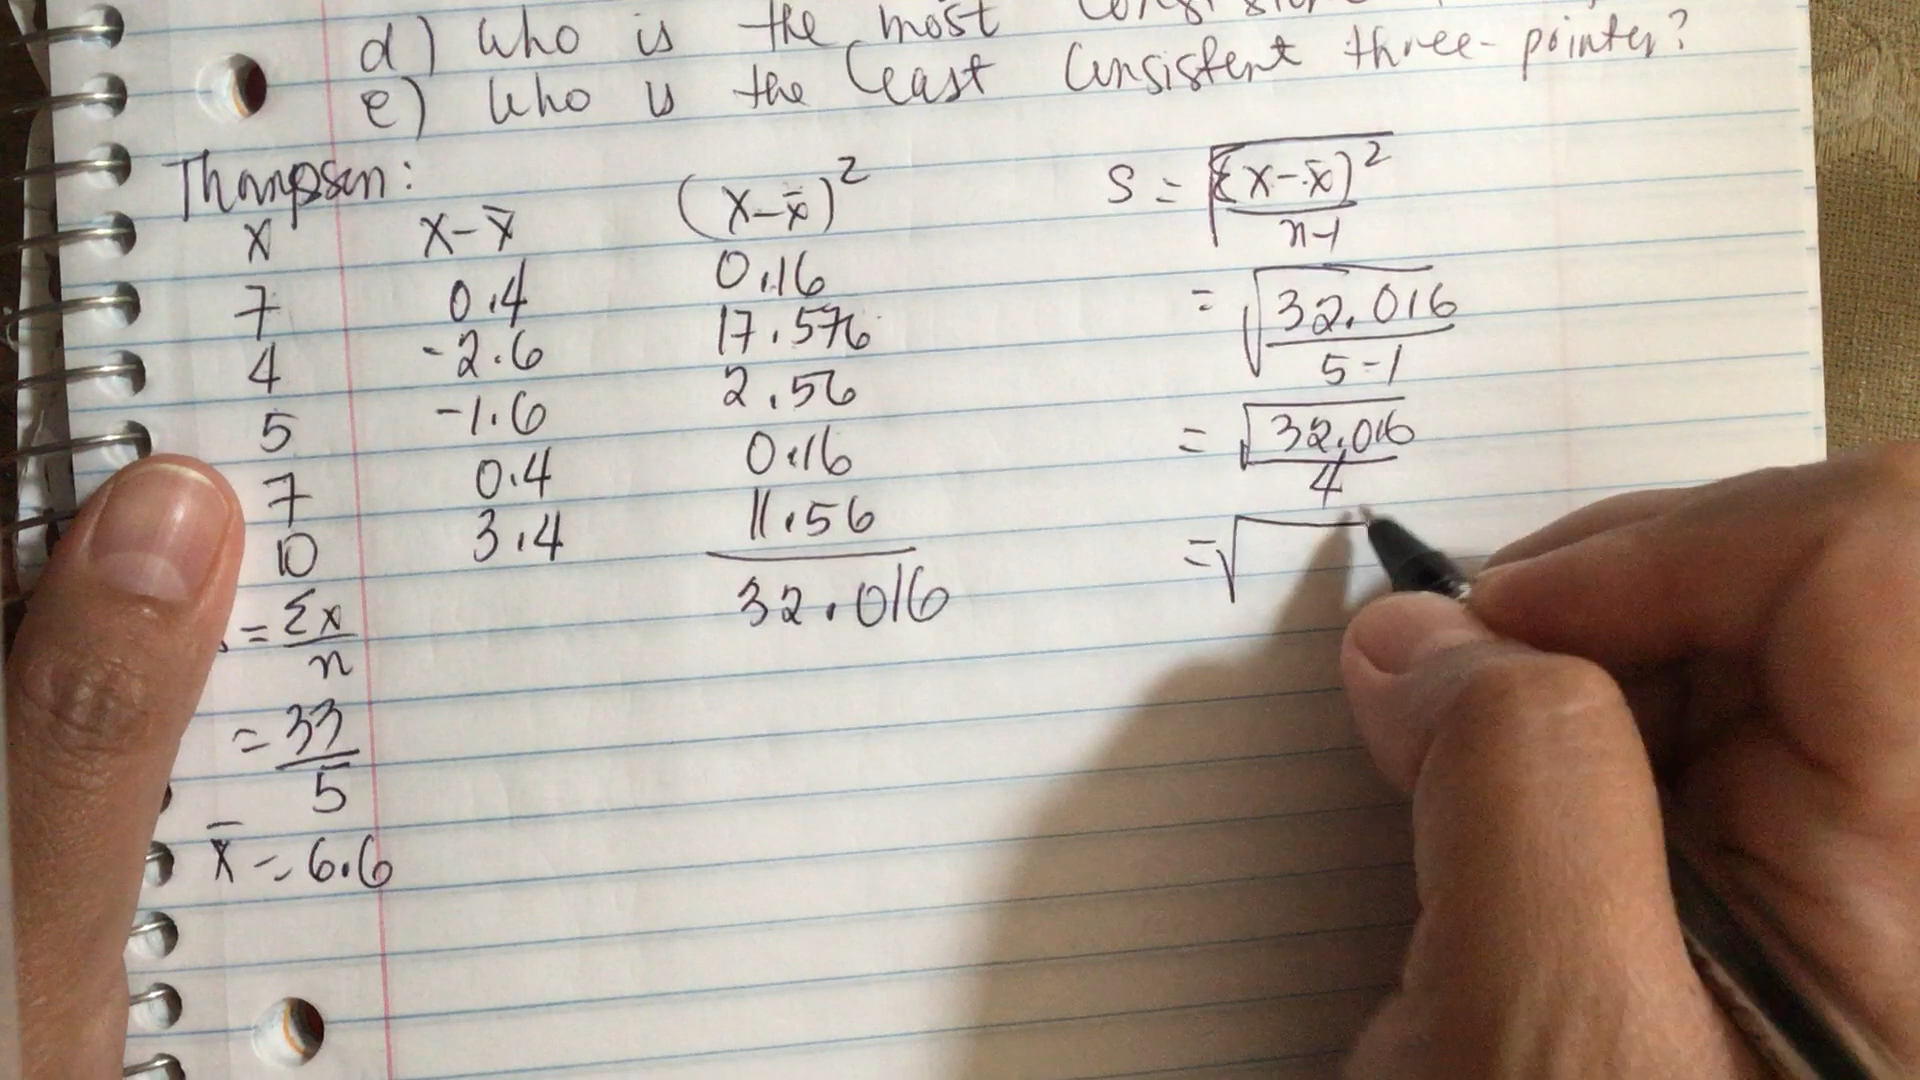 d) Who is the most
e) Who is the least consistent three-pointer?
Thompson:
x x-x̄ (x-x̄)²
7 0.4 0.16
4 -2.6 17.576
5 -1.6 2.56
7 0.4 0.16
10 3.4 11.56
32.016
= Σx
n
= 33
5
x̄ = 6.6
S = √Σ(x-x̄)²
n-1
= √32.016
5-1
= √32.016
4
= √